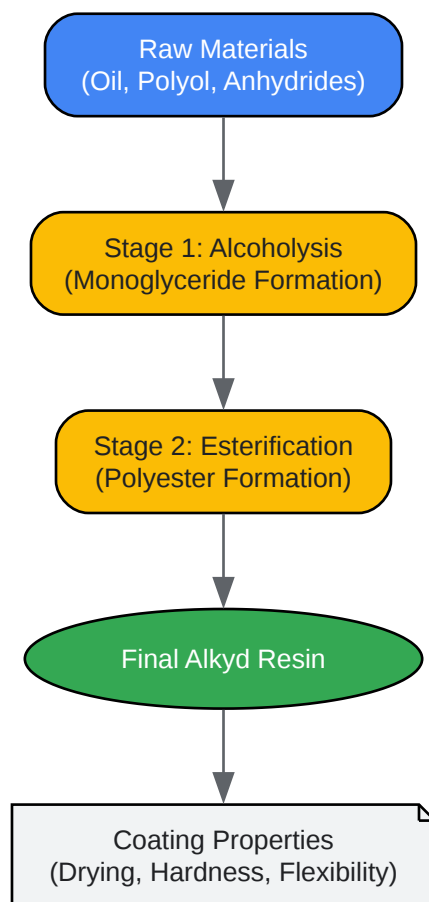 Raw Materials
(Oil, Polyol, Anhydrides)
Stage 1: Alcoholysis
(Monoglyceride Formation)
Stage 2: Esterification
(Polyester Formation)
Final Alkyd Resin
Coating Properties
(Drying, Hardness, Flexibility)